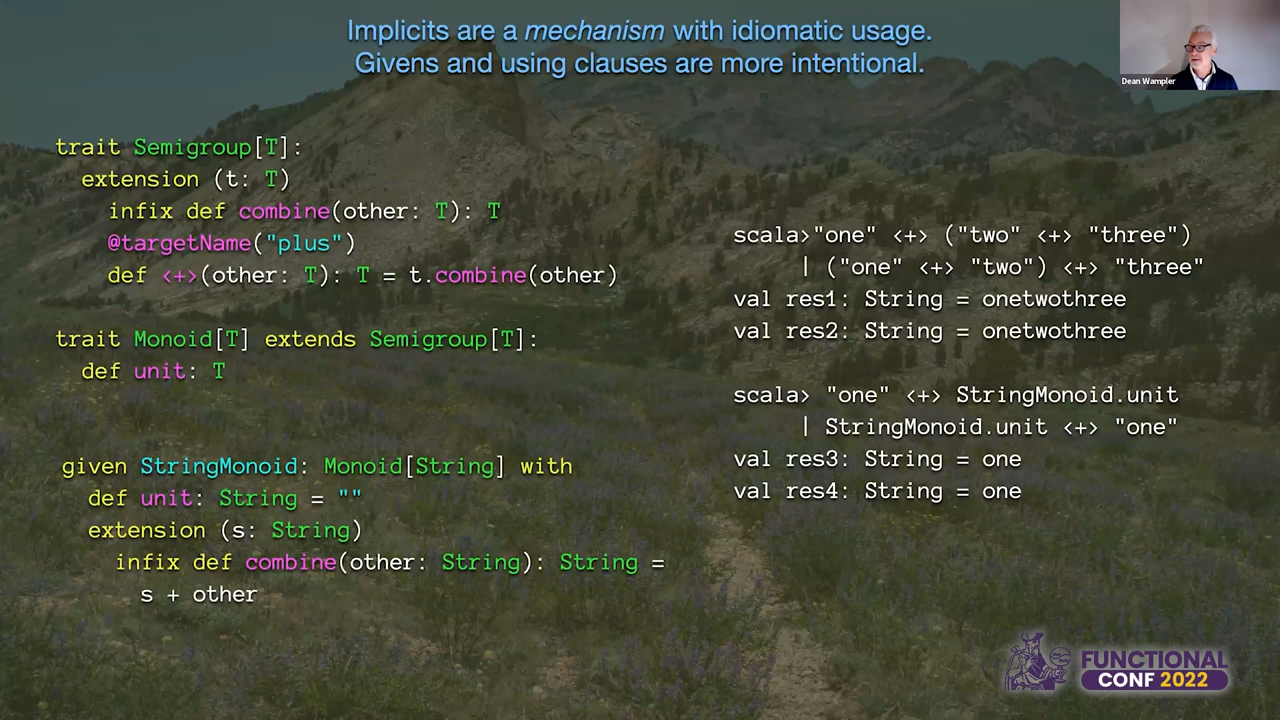 Implicits are a mechanism with idiomatic usage.
Givens and using clauses are more intentional.
Dean Wampler
trait Semigroup[T]:
  extension (t: T)
    infix def combine(other: T): T
    @targetName("plus")
    def <+>(other: T): T = t.combine(other)
trait Monoid[T] extends Semigroup[T]:
  def unit: T
given StringMonoid: Monoid[String] with
  def unit: String = ""
  extension (s: String)
    infix def combine(other: String): String =
      s + other
scala>"one" <+> ("two" <+> "three")
     | ("one" <+> "two") <+> "three"
val res1: String = onetwothree
val res2: String = onetwothree
scala> "one" <+> StringMonoid.unit
     | StringMonoid.unit <+> "one"
val res3: String = one
val res4: String = one
FUNCTIONAL
CONF 2022